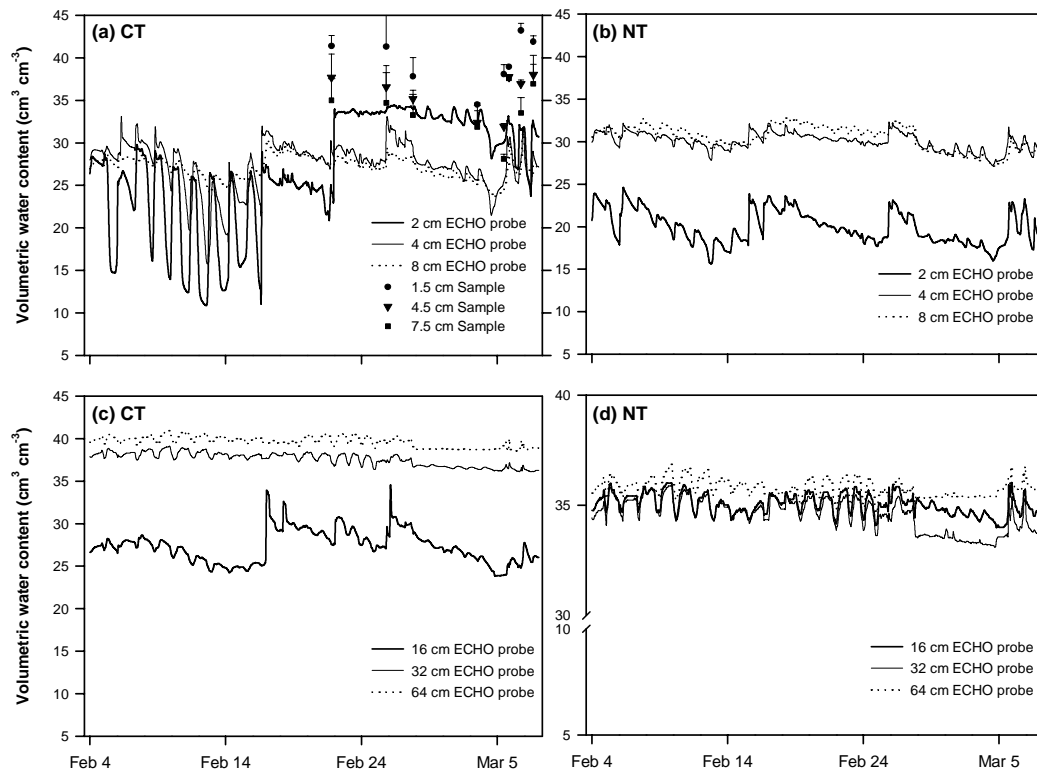 (a) CT
Volumetric water content (cm³ cm⁻³)
45
40
35
30
25
20
15
10
5
2 cm ECHO probe
4 cm ECHO probe
8 cm ECHO probe
1.5 cm Sample
4.5 cm Sample
7.5 cm Sample
(b) NT
45
40
35
30
25
20
15
10
5
2 cm ECHO probe
4 cm ECHO probe
8 cm ECHO probe
(c) CT
Volumetric water content (cm³ cm⁻³)
45
40
35
30
25
20
15
10
5
16 cm ECHO probe
32 cm ECHO probe
64 cm ECHO probe
Feb 4
Feb 14
Feb 24
Mar 5
(d) NT
40
35
30
10
5
16 cm ECHO probe
32 cm ECHO probe
64 cm ECHO probe
Feb 4
Feb 14
Feb 24
Mar 5